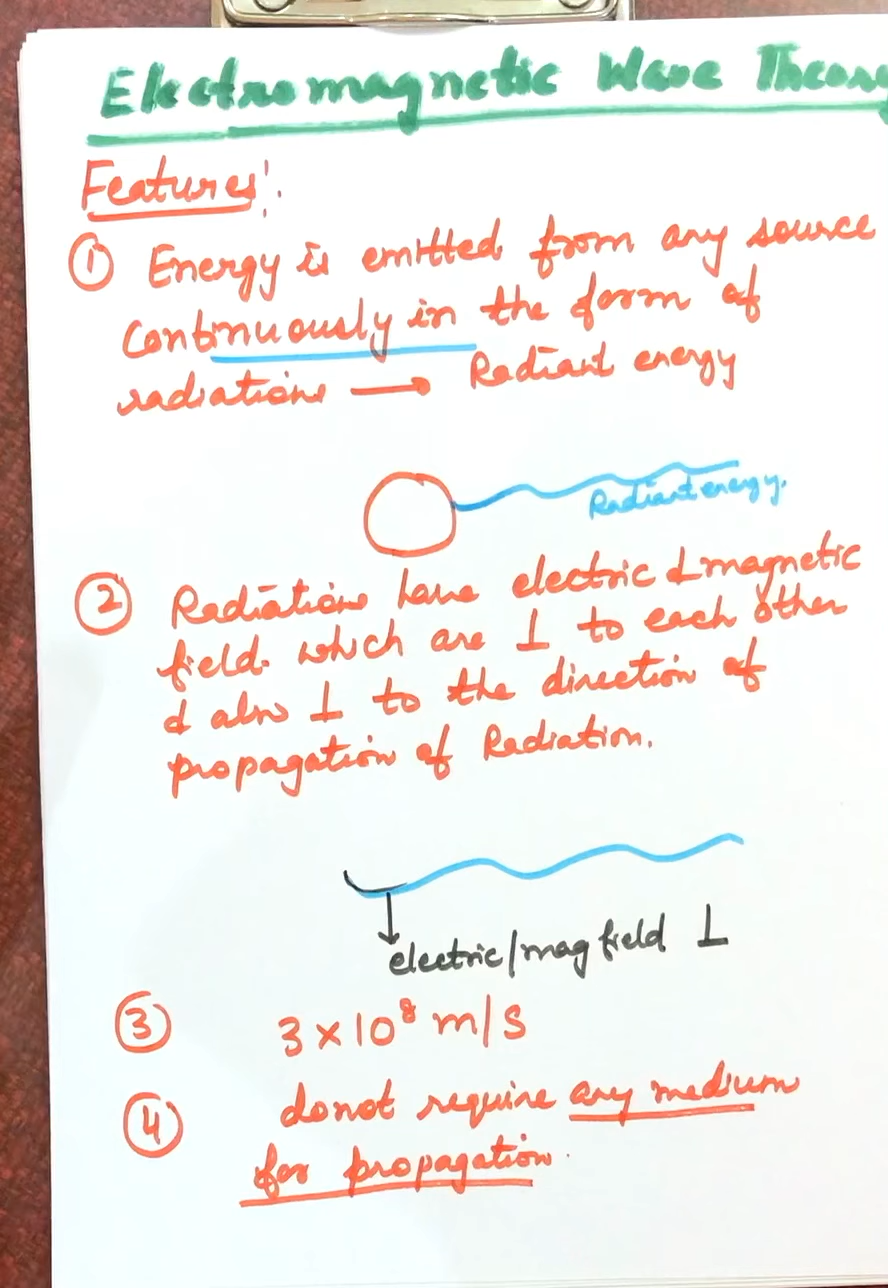 Electromagnetic Wave Theory
Features:
① Energy is emitted from any source
continuously in the form of
radiations → Radiant energy
Radiant energy.
② Radiations have electric & magnetic
field which are ⊥ to each other
& also ⊥ to the direction of
propagation of Radiation.
electric/mag field ⊥
③ 3 × 10⁸ m/s
④ donot require any medium
for propagation.